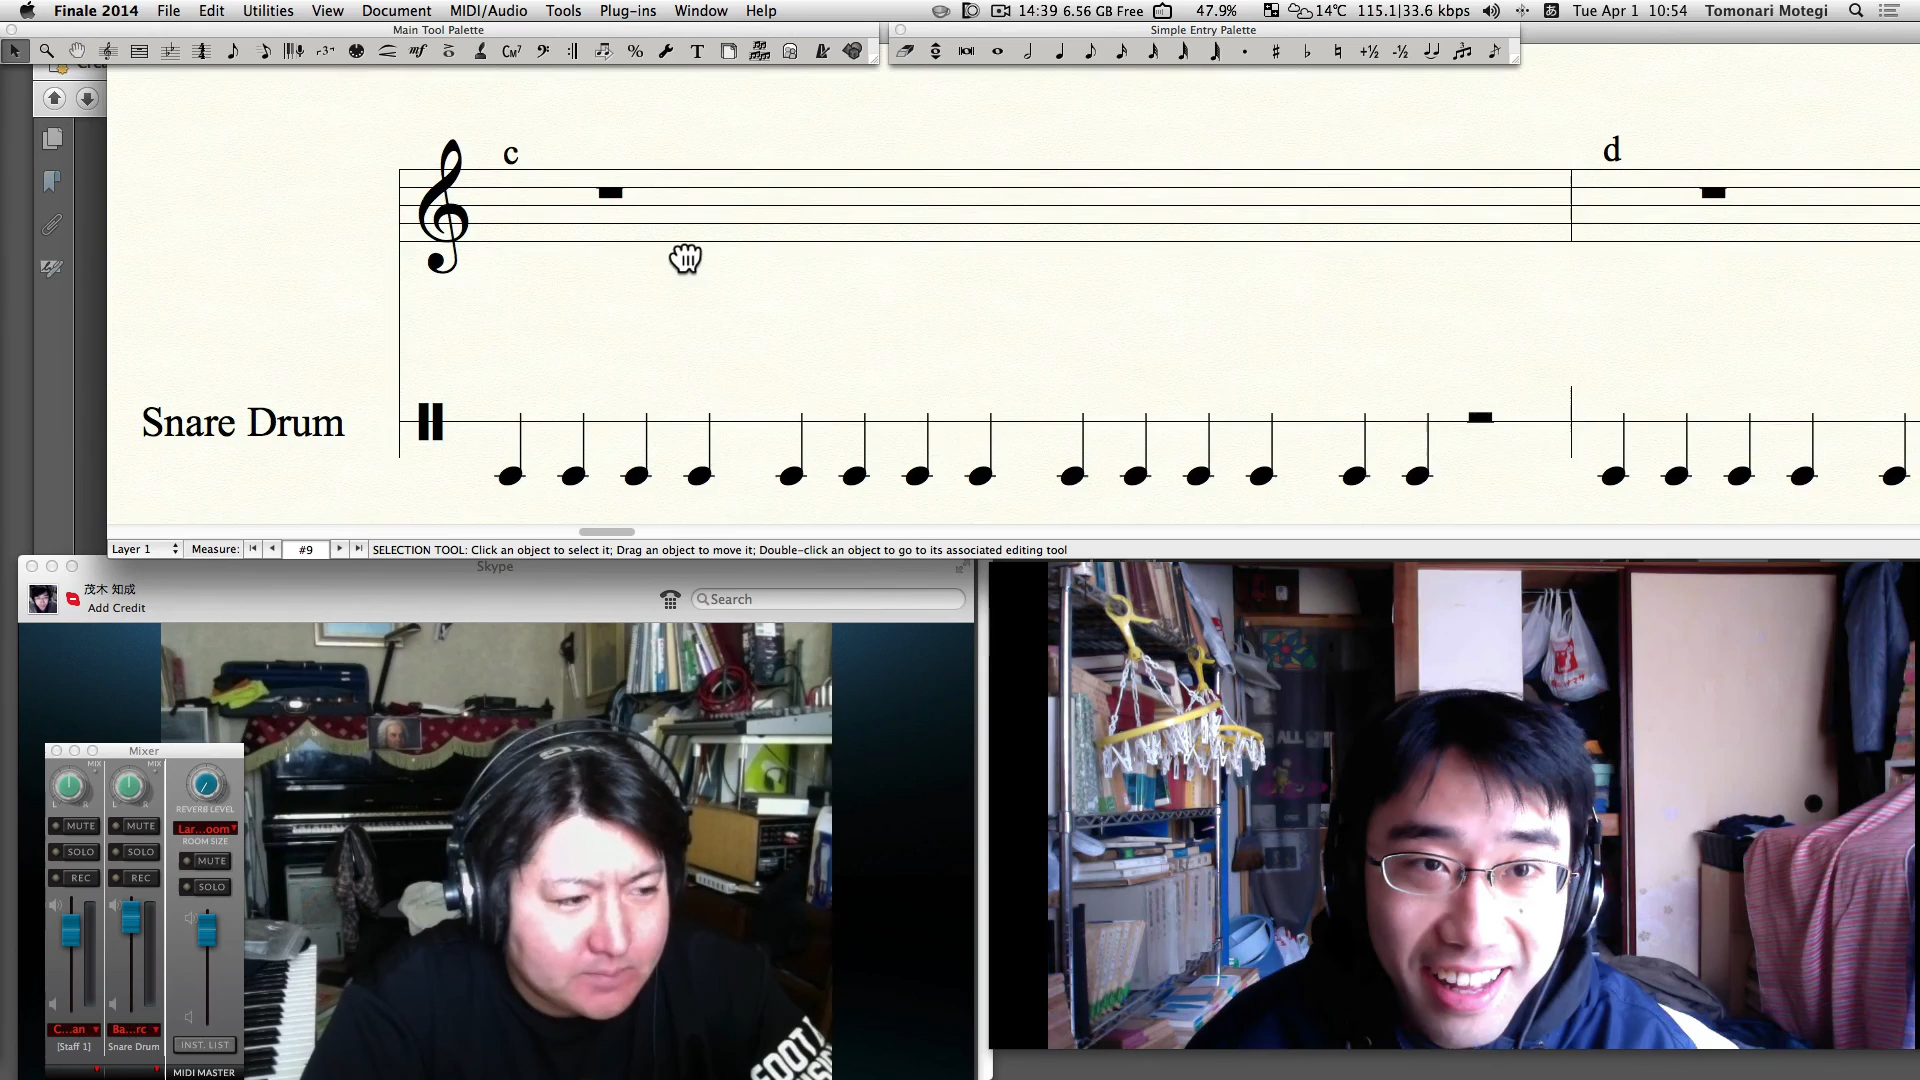 Finale 2014 File Edit Utilities View Document MIDI/Audio Tools Plug-ins Window Help 14:39 6.56 GB Free 47.9% 14℃ 115.1|33.6 kbps あ Tue Apr 1 10:54 Tomonari Motegi
Main Tool Palette
Simple Entry Palette
c
d
Snare Drum
Layer 1 Measure: #9 SELECTION TOOL: Click an object to select it; Drag an object to move it; Double-click an object to go to its associated editing tool
Skype
茂木 知成
Add Credit
Search
Mixer
MIX MIX
L R L R
REVERB LEVEL
MUTE MUTE Lar...oom
ROOM SIZE
SOLO SOLO MUTE
REC REC SOLO
C...an Ba...rc
[Staff 1] Snare Drum INST. LIST
MIDI MASTER